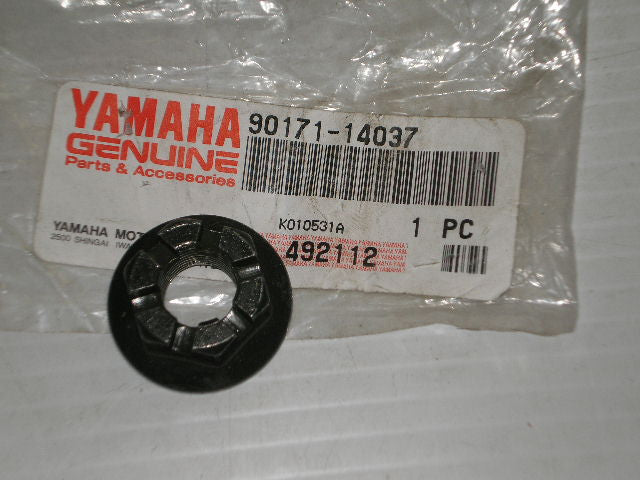 YAMAHA
GENUINE
Parts & Accessories
90171-14037
K010531A
1 PC
YAMAHA MOT
2500 SHINGAI IWA
492112